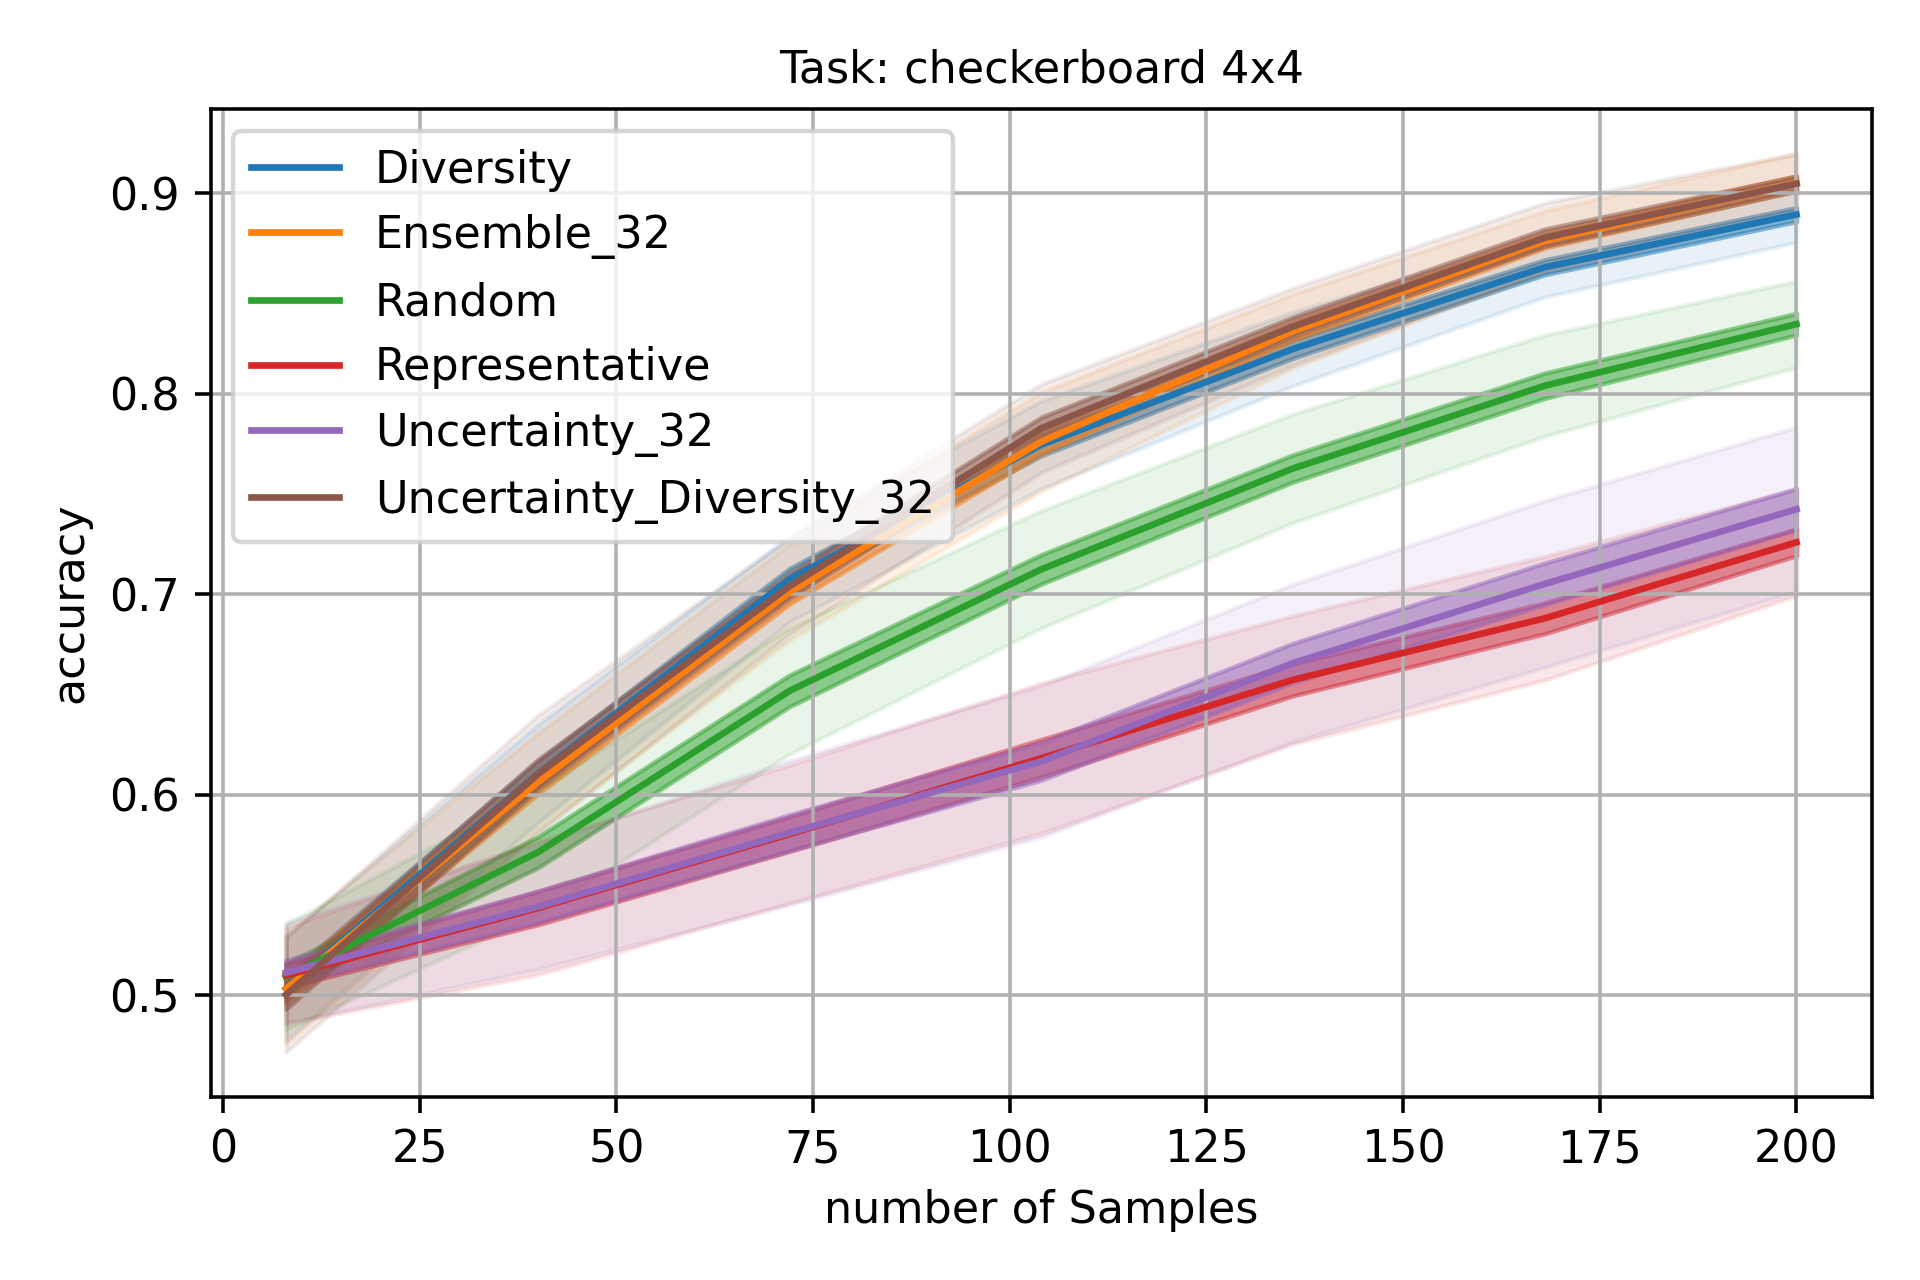 Task: checkerboard 4x4
Diversity
Ensemble_32
Random
Representative
Uncertainty_32
Uncertainty_Diversity_32
accuracy
0.9
0.8
0.7
0.6
0.5
0 25 50 75 100 125 150 175 200
number of Samples